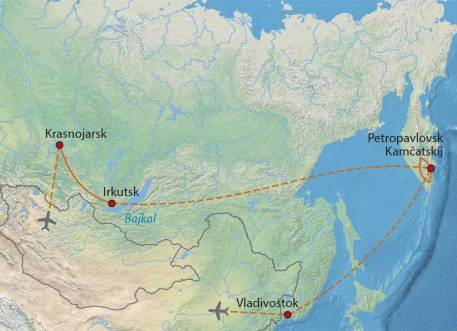 Krasnojarsk
Petropavlovsk
Kamčatskij
Irkutsk
Bajkal
Vladivostok